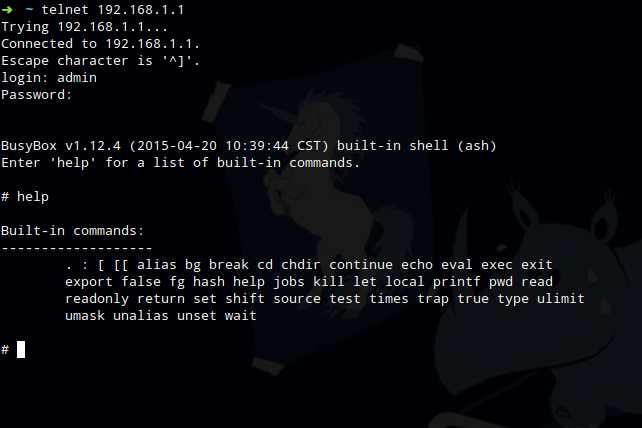 ➜ ~ telnet 192.168.1.1
Trying 192.168.1.1...
Connected to 192.168.1.1.
Escape character is '^]'.
login: admin
Password:
BusyBox v1.12.4 (2015-04-20 10:39:44 CST) built-in shell (ash)
Enter 'help' for a list of built-in commands.
# help
Built-in commands:
-------------------
. : [ [[ alias bg break cd chdir continue echo eval exec exit
export false fg hash help jobs kill let local printf pwd read
readonly return set shift source test times trap true type ulimit
umask unalias unset wait
#